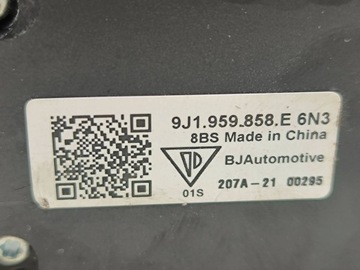 9J1.959.858.E 6N3
8BS Made in China
BJAutomotive
01S
207A-21 00295